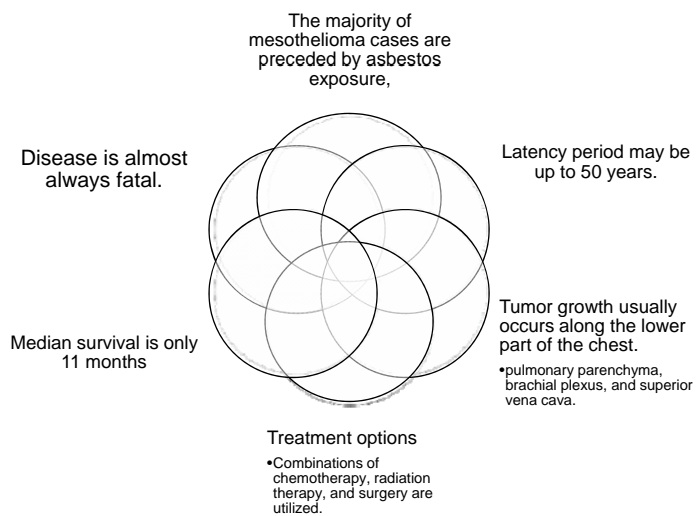 The majority of
mesothelioma cases are
preceded by asbestos
exposure,
Latency period may be
up to 50 years.
Tumor growth usually
occurs along the lower
part of the chest.
•pulmonary parenchyma,
brachial plexus, and superior
vena cava.
Treatment options
•Combinations of
chemotherapy, radiation
therapy, and surgery are
utilized.
Median survival is only
11 months
Disease is almost
always fatal.